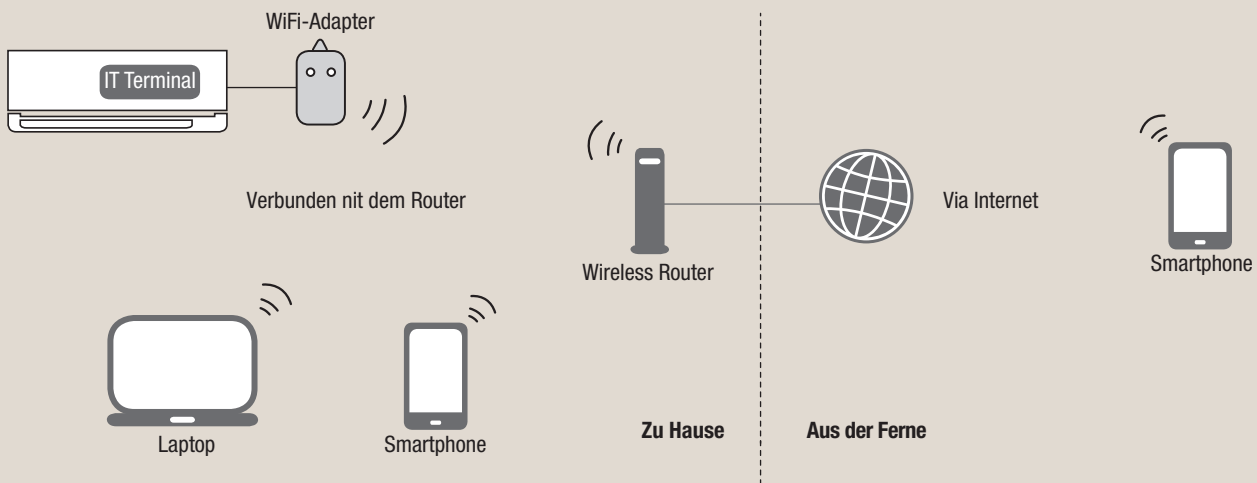 WiFi-Adapter
IT Terminal
Verbunden nit dem Router
Via Internet
Wireless Router
Smartphone
Laptop
Smartphone
Zu Hause
Aus der Ferne